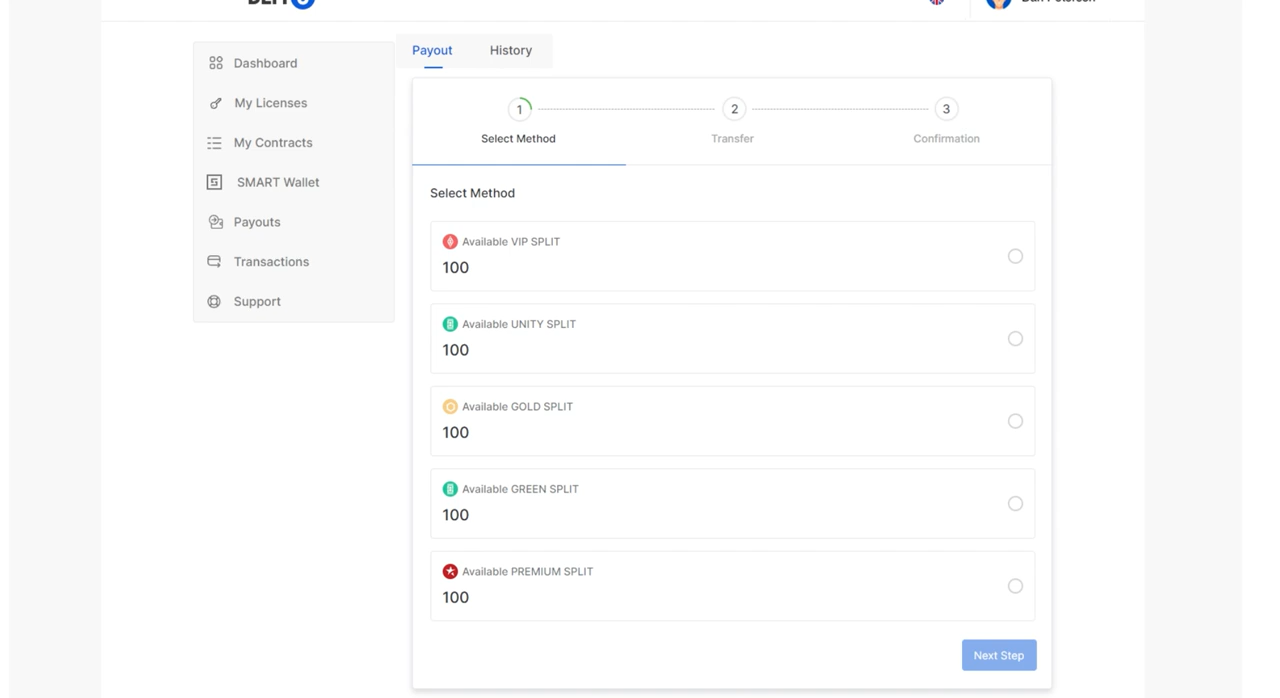 Dashboard
My Licenses
My Contracts
SMART Wallet
Payouts
Transactions
Support
Payout
History
1
2
3
Select Method
Transfer
Confirmation
Select Method
Available VIP SPLIT
100
Available UNITY SPLIT
100
Available GOLD SPLIT
100
Available GREEN SPLIT
100
Available PREMIUM SPLIT
100
Next Step